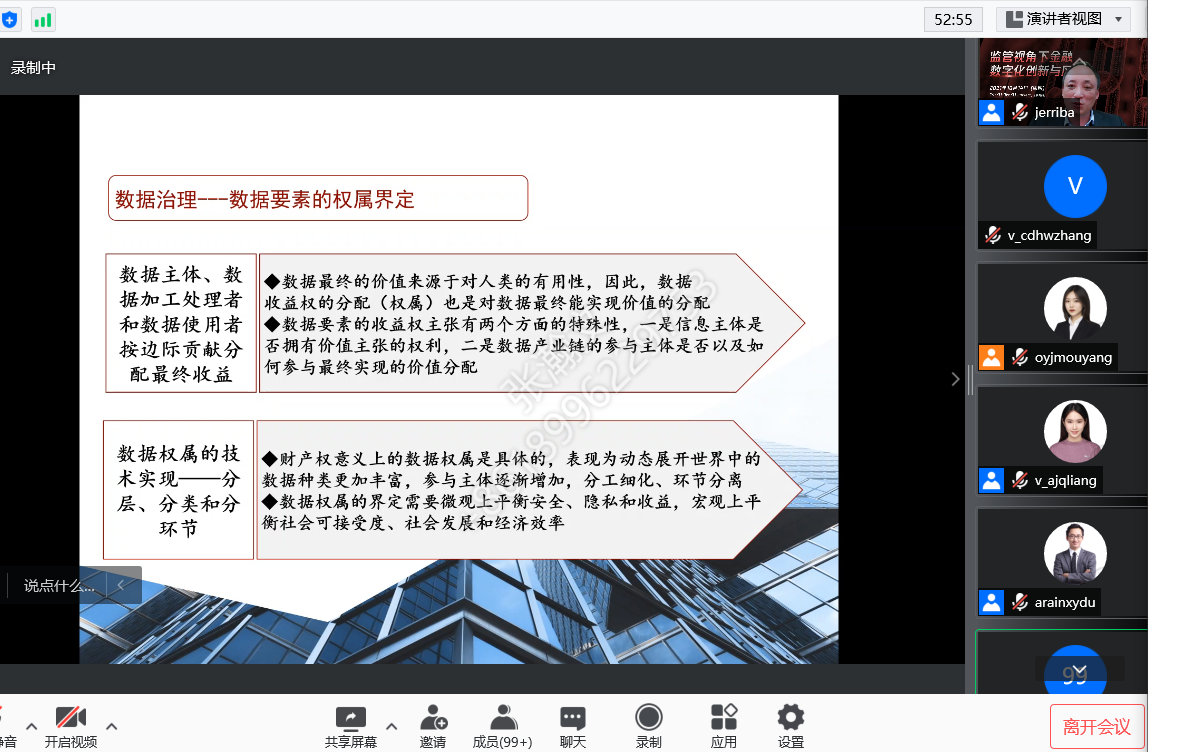 52:55
演讲者视图
录制中
监管视角下金融
数字化创新与
jerriba
V
v_cdhwzhang
oyjmouyang
v_ajqliang
arainxydu
99
数据治理---数据要素的权属界定
数据主体、数
据加工处理者
和数据使用者
按边际贡献分
配最终收益
◆数据最终的价值来源于对人类的有用性，因此，数据
收益权的分配（权属）也是对数据最终能实现价值的分配
◆数据要素的收益权主张有两个方面的特殊性，一是信息主体是
否拥有价值主张的权利，二是数据产业链的参与主体是否以及如
何参与最终实现的价值分配
数据权属的技
术实现——分
层、分类和分
环节
◆财产权意义上的数据权属是具体的，表现为动态展开世界中的
数据种类更加丰富，参与主体逐渐增加，分工细化、环节分离
◆数据权属的界定需要微观上平衡安全、隐私和收益，宏观上平
衡社会可接受度、社会发展和经济效率
说点什么...
静音
开启视频
共享屏幕
邀请
成员(99+)
聊天
录制
应用
设置
离开会议